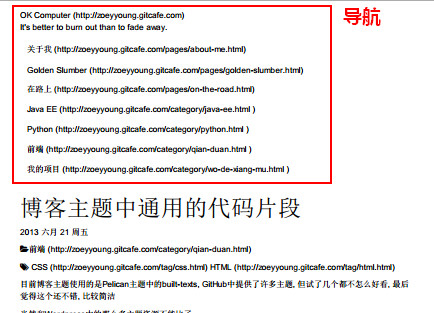 OK Computer (http://zoeyyoung.gitcafe.com)
It's better to burn out than to fade away.
导航
关于我 (http://zoeyyoung.gitcafe.com/pages/about-me.html)
Golden Slumber (http://zoeyyoung.gitcafe.com/pages/golden-slumber.html)
在路上 (http://zoeyyoung.gitcafe.com/pages/on-the-road.html)
Java EE (http://zoeyyoung.gitcafe.com/category/java-ee.html )
Python (http://zoeyyoung.gitcafe.com/category/python.html )
前端 (http://zoeyyoung.gitcafe.com/category/qian-duan.html )
我的项目 (http://zoeyyoung.gitcafe.com/category/wo-de-xiang-mu.html )
博客主题中通用的代码片段
2013 六月 21 周五
前端 (http://zoeyyoung.gitcafe.com/category/qian-duan.html)
CSS (http://zoeyyoung.gitcafe.com/tag/css.html) HTML (http://zoeyyoung.gitcafe.com/tag/html.html)
目前博客主题使用的是Pelican主题中的built-texts, GitHub中提供了许多主题, 但试了几个都不怎么好看, 最后
觉得这个还不错, 比较简洁